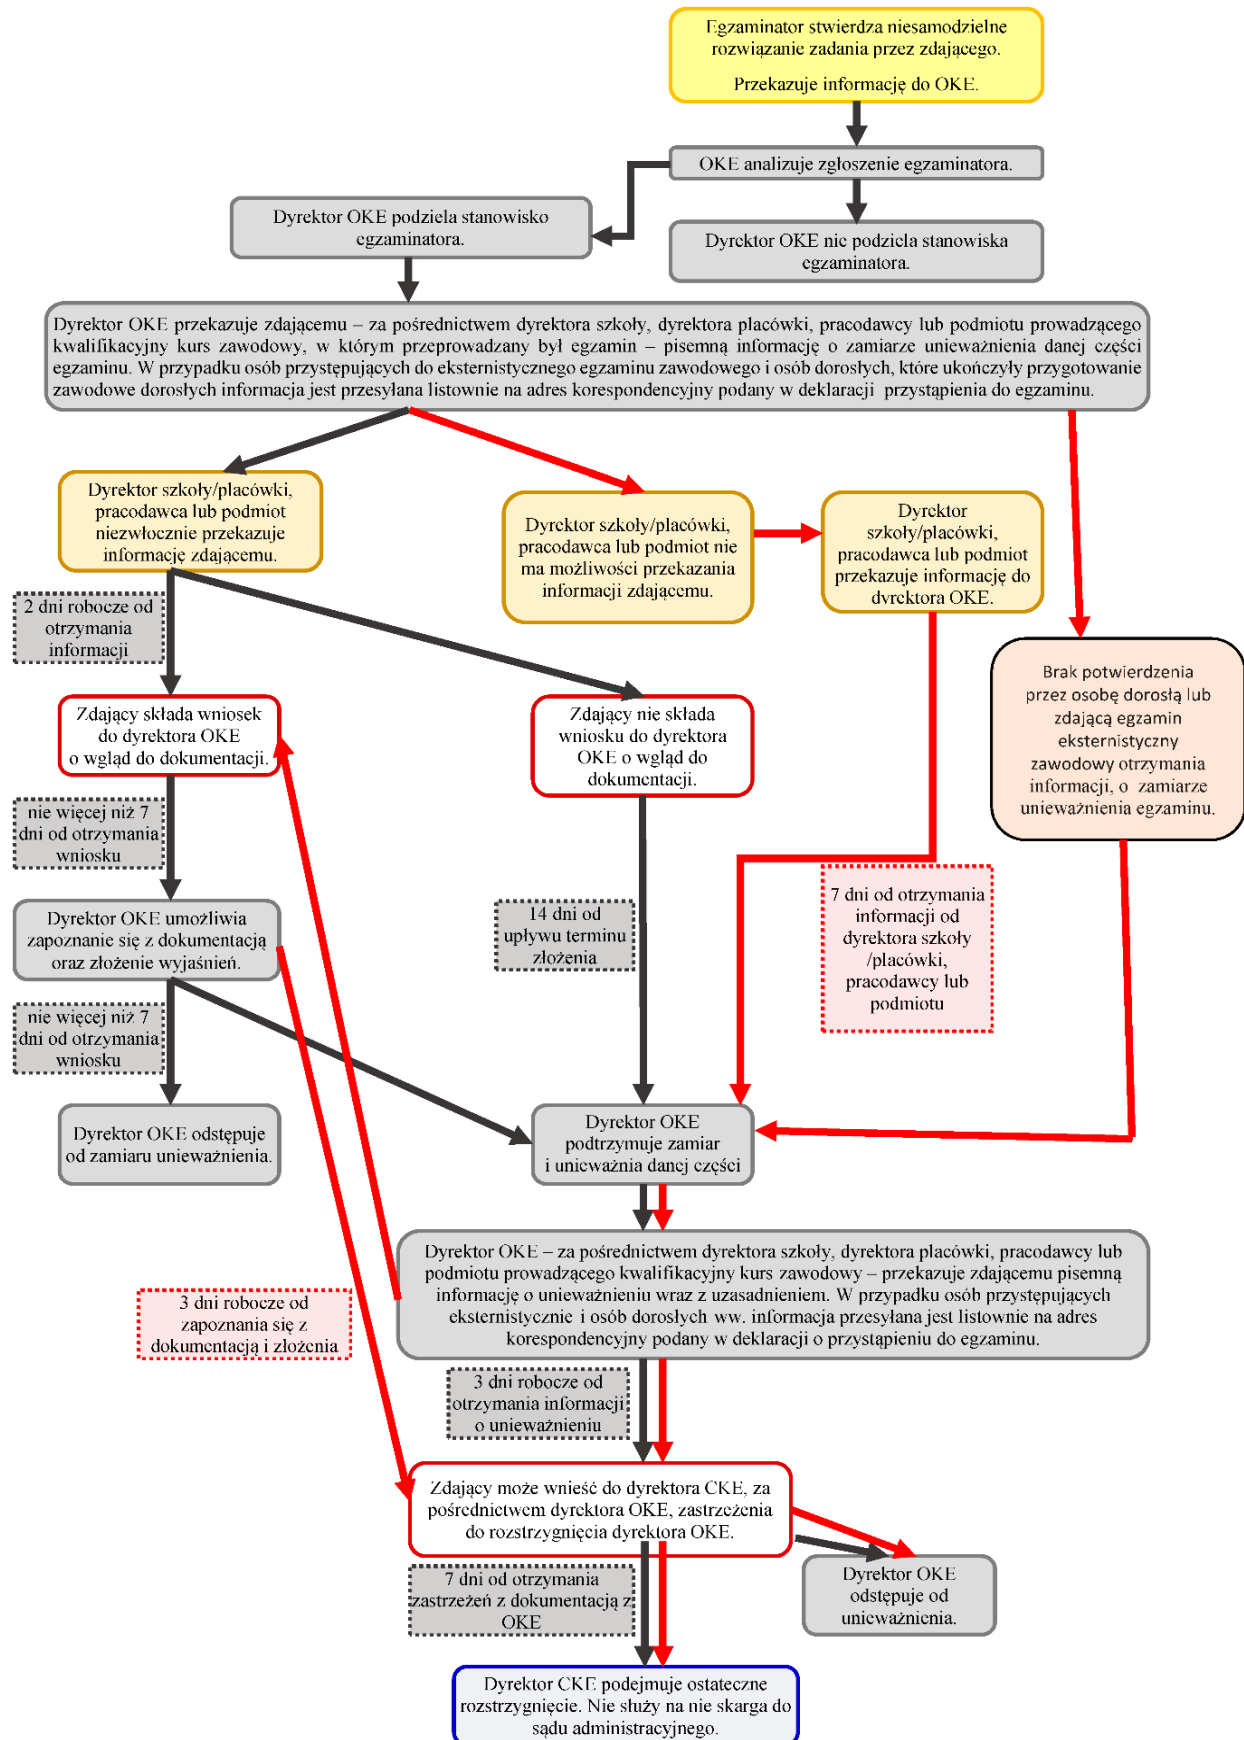 Egzaminator stwierdza niesamodzielne
rozwiązanie zadania przez zdającego.
Przekazuje informację do OKE.
OKE analizuje zgłoszenie egzaminatora.
Dyrektor OKE podziela stanowisko
egzaminatora.
Dyrektor OKE nie podziela stanowiska
egzaminatora.
Dyrektor OKE przekazuje zdającemu – za pośrednictwem dyrektora szkoły, dyrektora placówki, pracodawcy lub podmiotu prowadzącego
kwalifikacyjny kurs zawodowy, w którym przeprowadzany był egzamin – pisemną informację o zamiarze unieważnienia danej części
egzaminu. W przypadku osób przystępujących do eksternistycznego egzaminu zawodowego i osób dorosłych, które ukończyły przygotowanie
zawodowe dorosłych informacja jest przesyłana listownie na adres korespondencyjny podany w deklaracji przystąpienia do egzaminu.
Dyrektor szkoły/placówki,
pracodawca lub podmiot
niezwłocznie przekazuje
informację zdającemu.
Dyrektor szkoły/placówki,
pracodawca lub podmiot nie
ma możliwości przekazania
informacji zdającemu.
Dyrektor
szkoły/placówki,
pracodawca lub podmiot
przekazuje informację do
dyrektora OKE.
2 dni robocze od
otrzymania
informacji
Brak potwierdzenia
przez osobę dorosłą lub
zdającą egzamin
eksternistyczny
zawodowy otrzymania
informacji, o zamiarze
unieważnienia egzaminu.
Zdający składa wniosek
do dyrektora OKE
o wgląd do dokumentacji.
Zdający nie składa
wniosku do dyrektora
OKE o wgląd do
dokumentacji.
nie więcej niż 7
dni od otrzymania
wniosku
Dyrektor OKE umożliwia
zapoznanie się z dokumentacją
oraz złożenie wyjaśnień.
14 dni od
upływu terminu
złożenia
7 dni od otrzymania
informacji od
dyrektora szkoły
/placówki,
pracodawcy lub
podmiotu
nie więcej niż 7
dni od otrzymania
wniosku
Dyrektor OKE odstępuje
od zamiaru unieważnienia.
Dyrektor OKE
podtrzymuje zamiar
i unieważnia danej części
Dyrektor OKE – za pośrednictwem dyrektora szkoły, dyrektora placówki, pracodawcy lub
podmiotu prowadzącego kwalifikacyjny kurs zawodowy – przekazuje zdającemu pisemną
informację o unieważnieniu wraz z uzasadnieniem. W przypadku osób przystępujących
eksternistycznie i osób dorosłych ww. informacja przesyłana jest listownie na adres
korespondencyjny podany w deklaracji o przystąpieniu do egzaminu.
3 dni robocze od
zapoznania się z
dokumentacją i złożenia
3 dni robocze od
otrzymania informacji
o unieważnieniu
Zdający może wnieść do dyrektora CKE, za
pośrednictwem dyrektora OKE, zastrzeżenia
do rozstrzygnięcia dyrektora OKE.
7 dni od otrzymania
zastrzeżeń z dokumentacją z
OKE
Dyrektor OKE
odstępuje od
unieważnienia.
Dyrektor CKE podejmuje ostateczne
rozstrzygnięcie. Nie służy na nie skarga do
sądu administracyjnego.